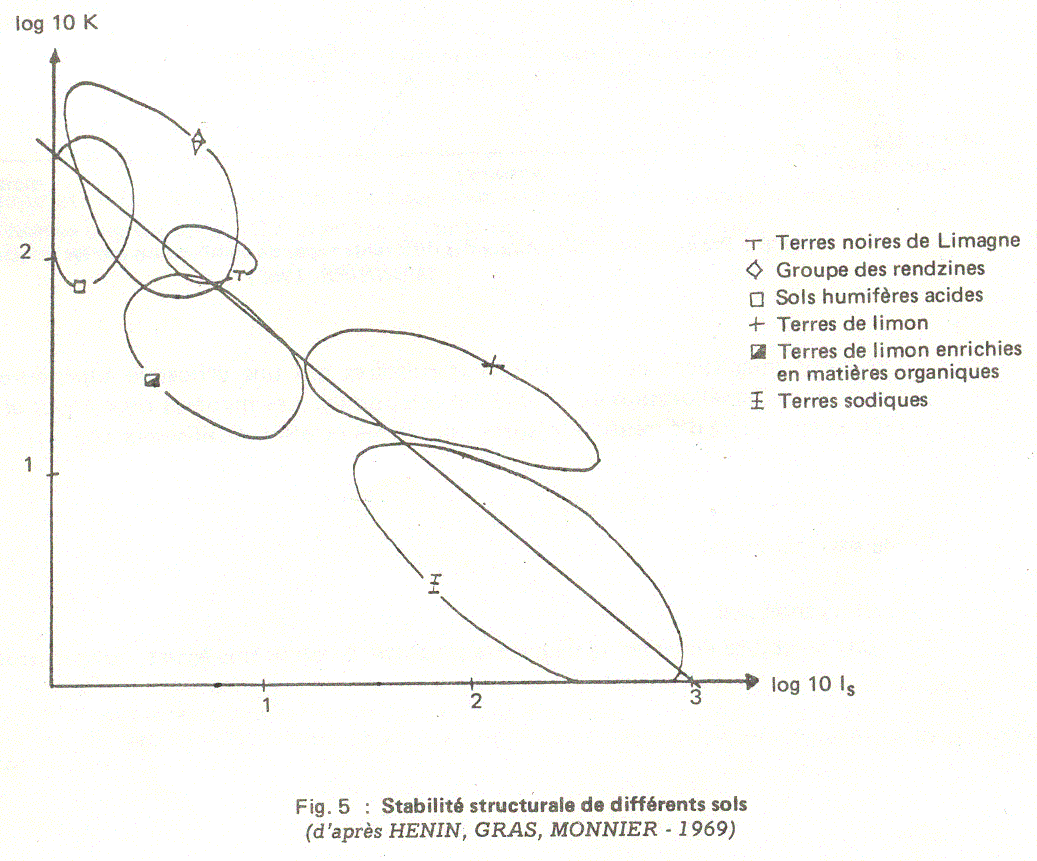 log 10 K
2
1
1
2
3
log 10 Is
Terres noires de Limagne
Groupe des rendzines
Sols humifères acides
Terres de limon
Terres de limon enrichies
en matières organiques
Terres sodiques
Fig. 5 : Stabilité structurale de différents sols
(d'après HENIN, GRAS, MONNIER - 1969)